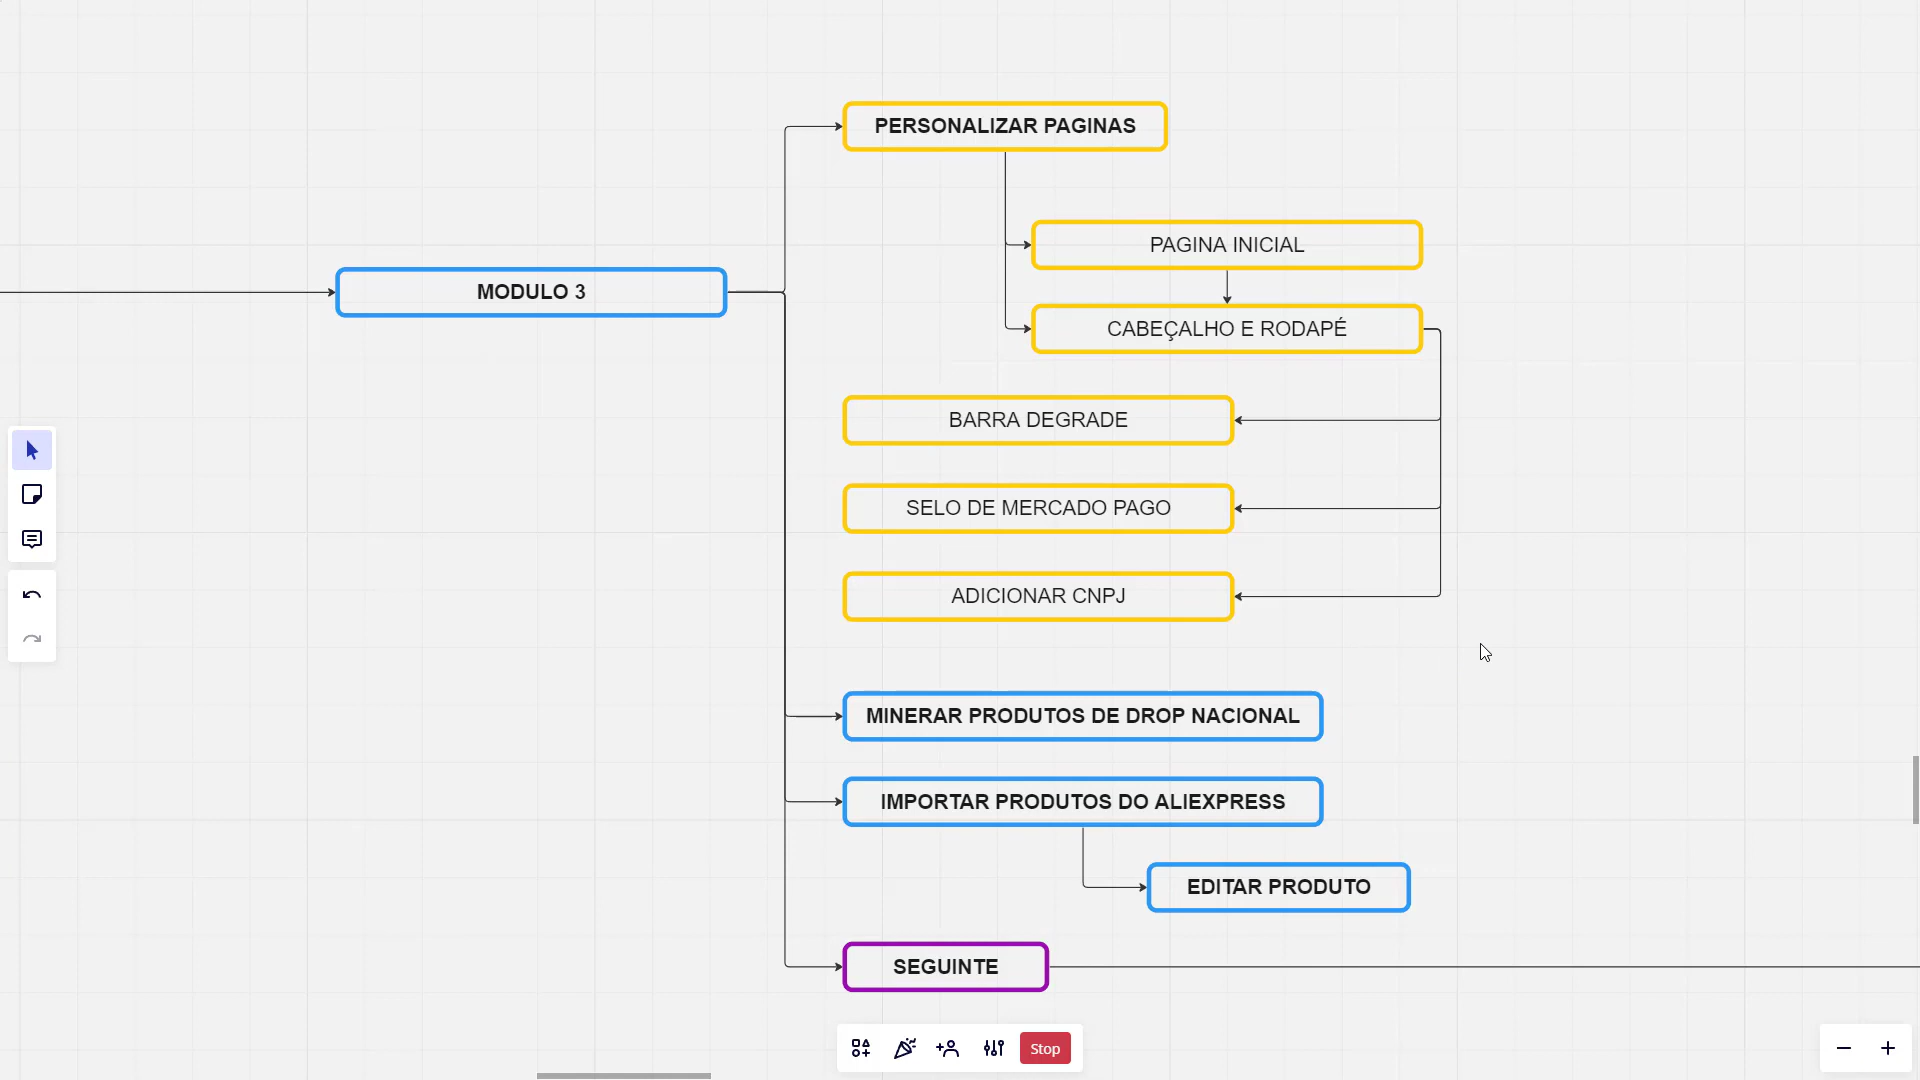 PERSONALIZAR PAGINAS
PAGINA INICIAL
MODULO 3
CABEÇALHO E RODAPÉ
BARRA DEGRADE
SELO DE MERCADO PAGO
ADICIONAR CNPJ
MINERAR PRODUTOS DE DROP NACIONAL
IMPORTAR PRODUTOS DO ALIEXPRESS
EDITAR PRODUTO
SEGUINTE
Stop